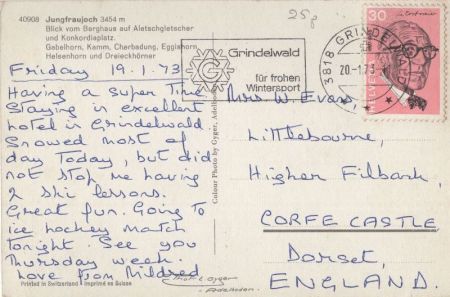 40908 Jungfraujoch 3454 m
Blick vom Berghaus auf Aletschgletscher
und Konkordiaplatz.
Gabelhorn, Kamm, Cherbadung, Eggishorn,
Helsenhorn und Dreieckhörner
25p
Friday 19.1.73
Having a super time
Staying in excellent
hotel in Grindelwald.
Snowed most of
day Today, but did
not stop me having
2 ski lessons.
Great fun. Going to
ice hockey match
tonight. See you
Thursday week.
Love from Mildred
Printed in Switzerland Imprimé en Suisse
Colour Photo by Gyger, Adelboden
Grindelwald
für frohen
Wintersport
3818 GRINDELWALD
20-1.73
30
HELVETIA
Mrs W. Evans,
Littlebourne,
Higher Filbank,
CORFE CASTLE,
Dorset,
ENGLAND.
Gyger
Adelboden